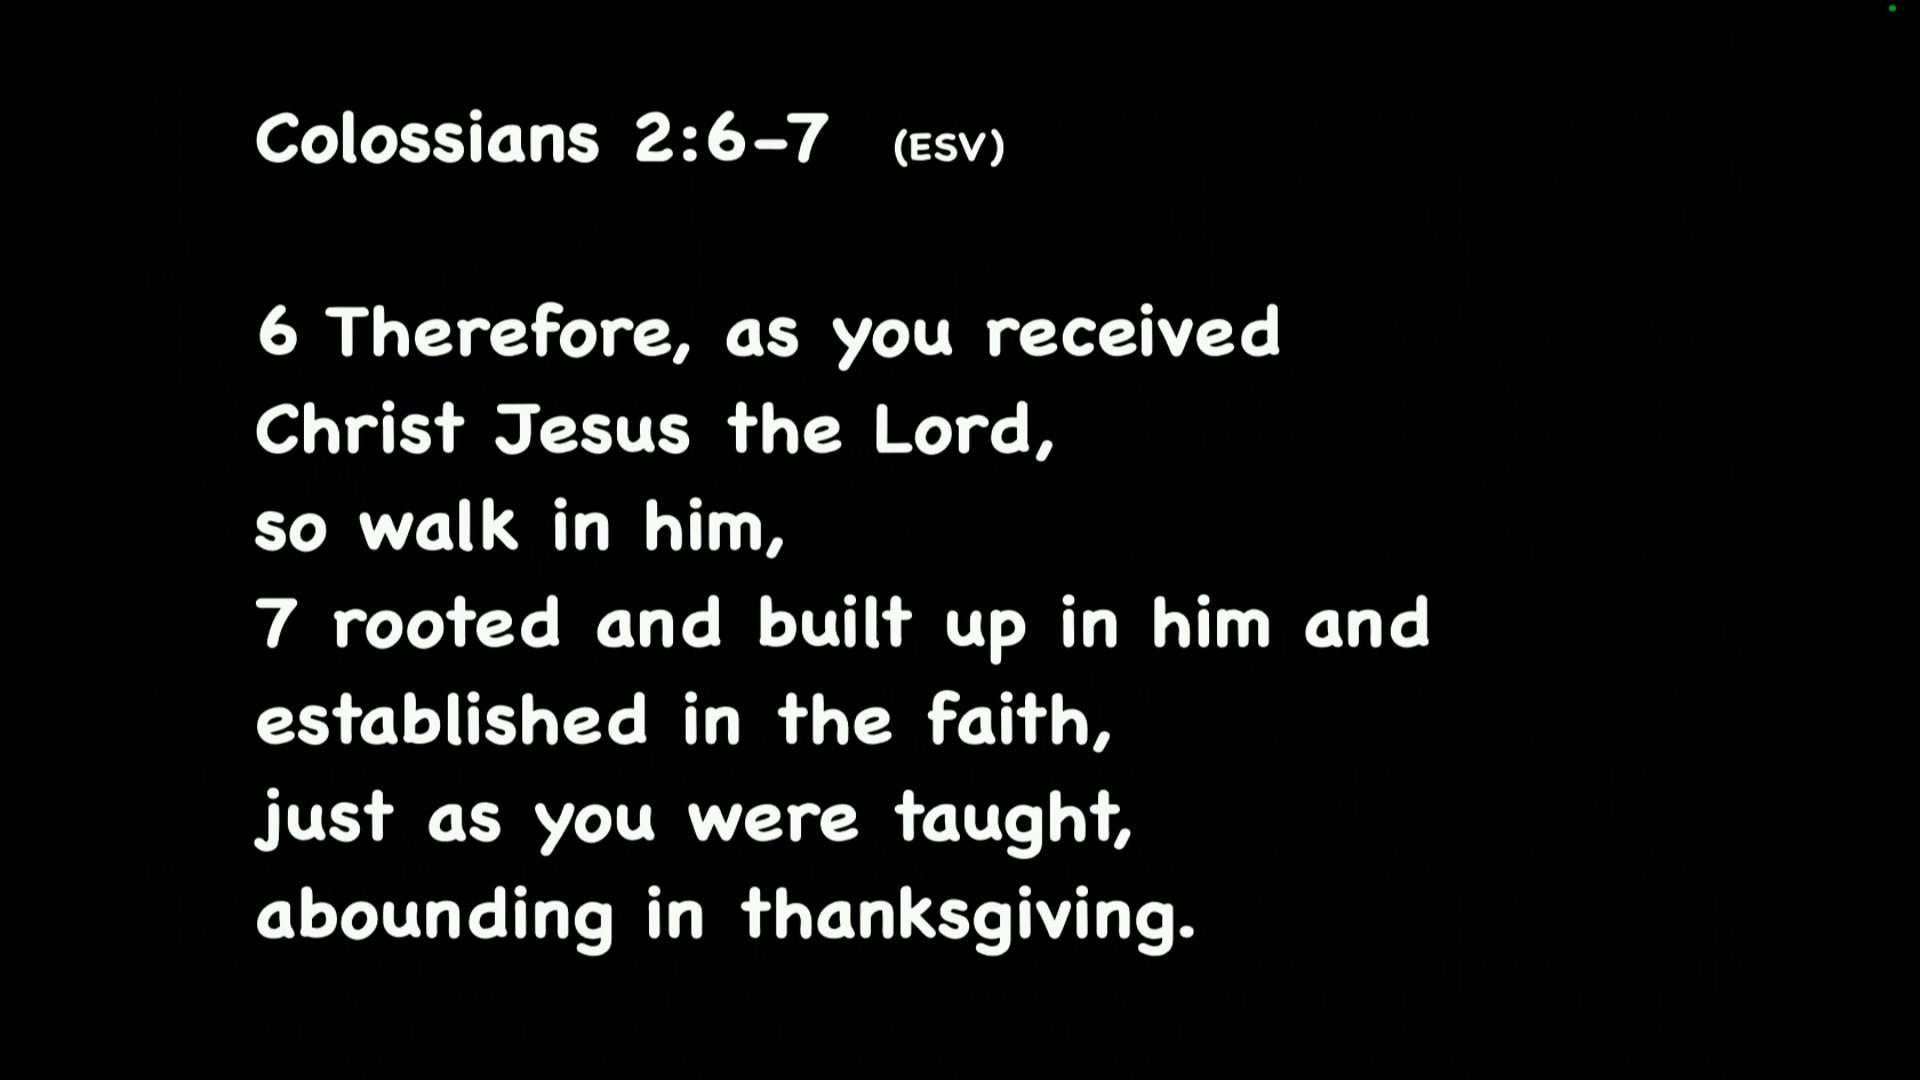 Colossians 2:6–7 (ESV)
6 Therefore, as you received
Christ Jesus the Lord,
so walk in him,
7 rooted and built up in him and
established in the faith,
just as you were taught,
abounding in thanksgiving.